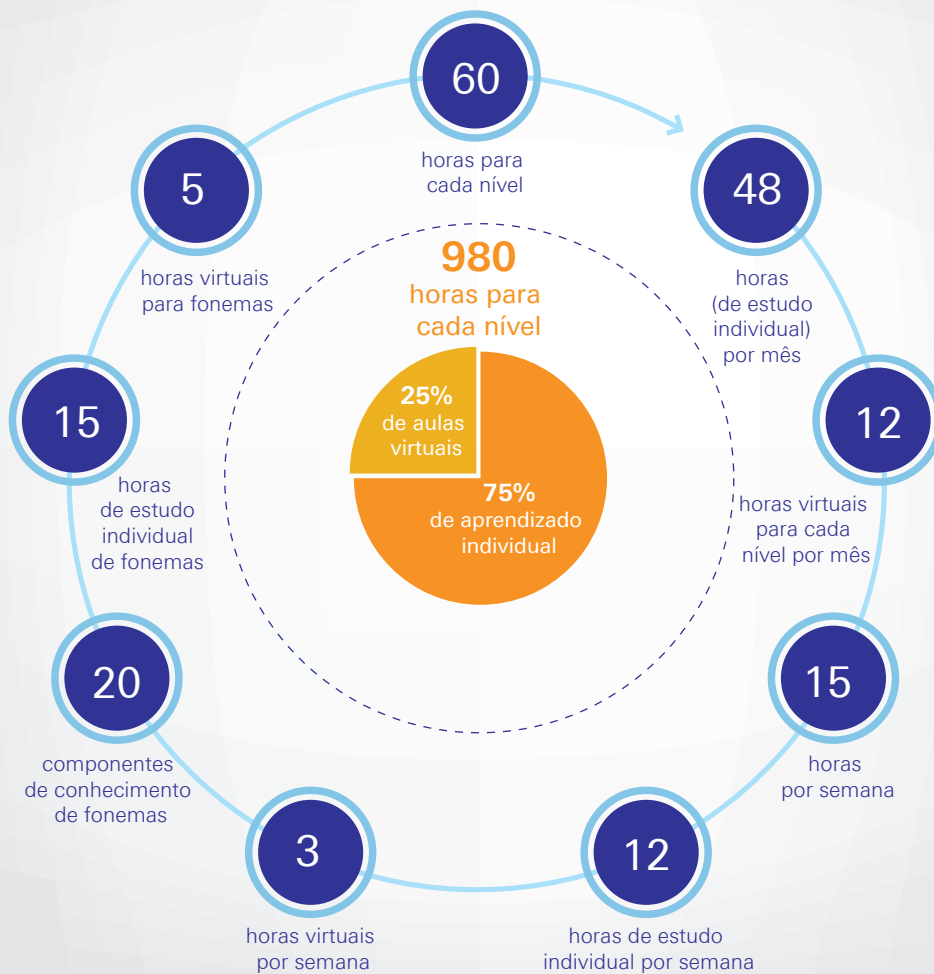 60
horas para
cada nível
48
horas
(de estudo
individual)
por mês
12
horas virtuais
para cada
nível por mês
15
horas
por semana
12
horas de estudo
individual por semana
3
horas virtuais
por semana
20
componentes
de conhecimento
de fonemas
15
horas
de estudo
individual
de fonemas
5
horas virtuais
para fonemas
980
horas para
cada nível
25%
de aulas
virtuais
75%
de aprendizado
individual